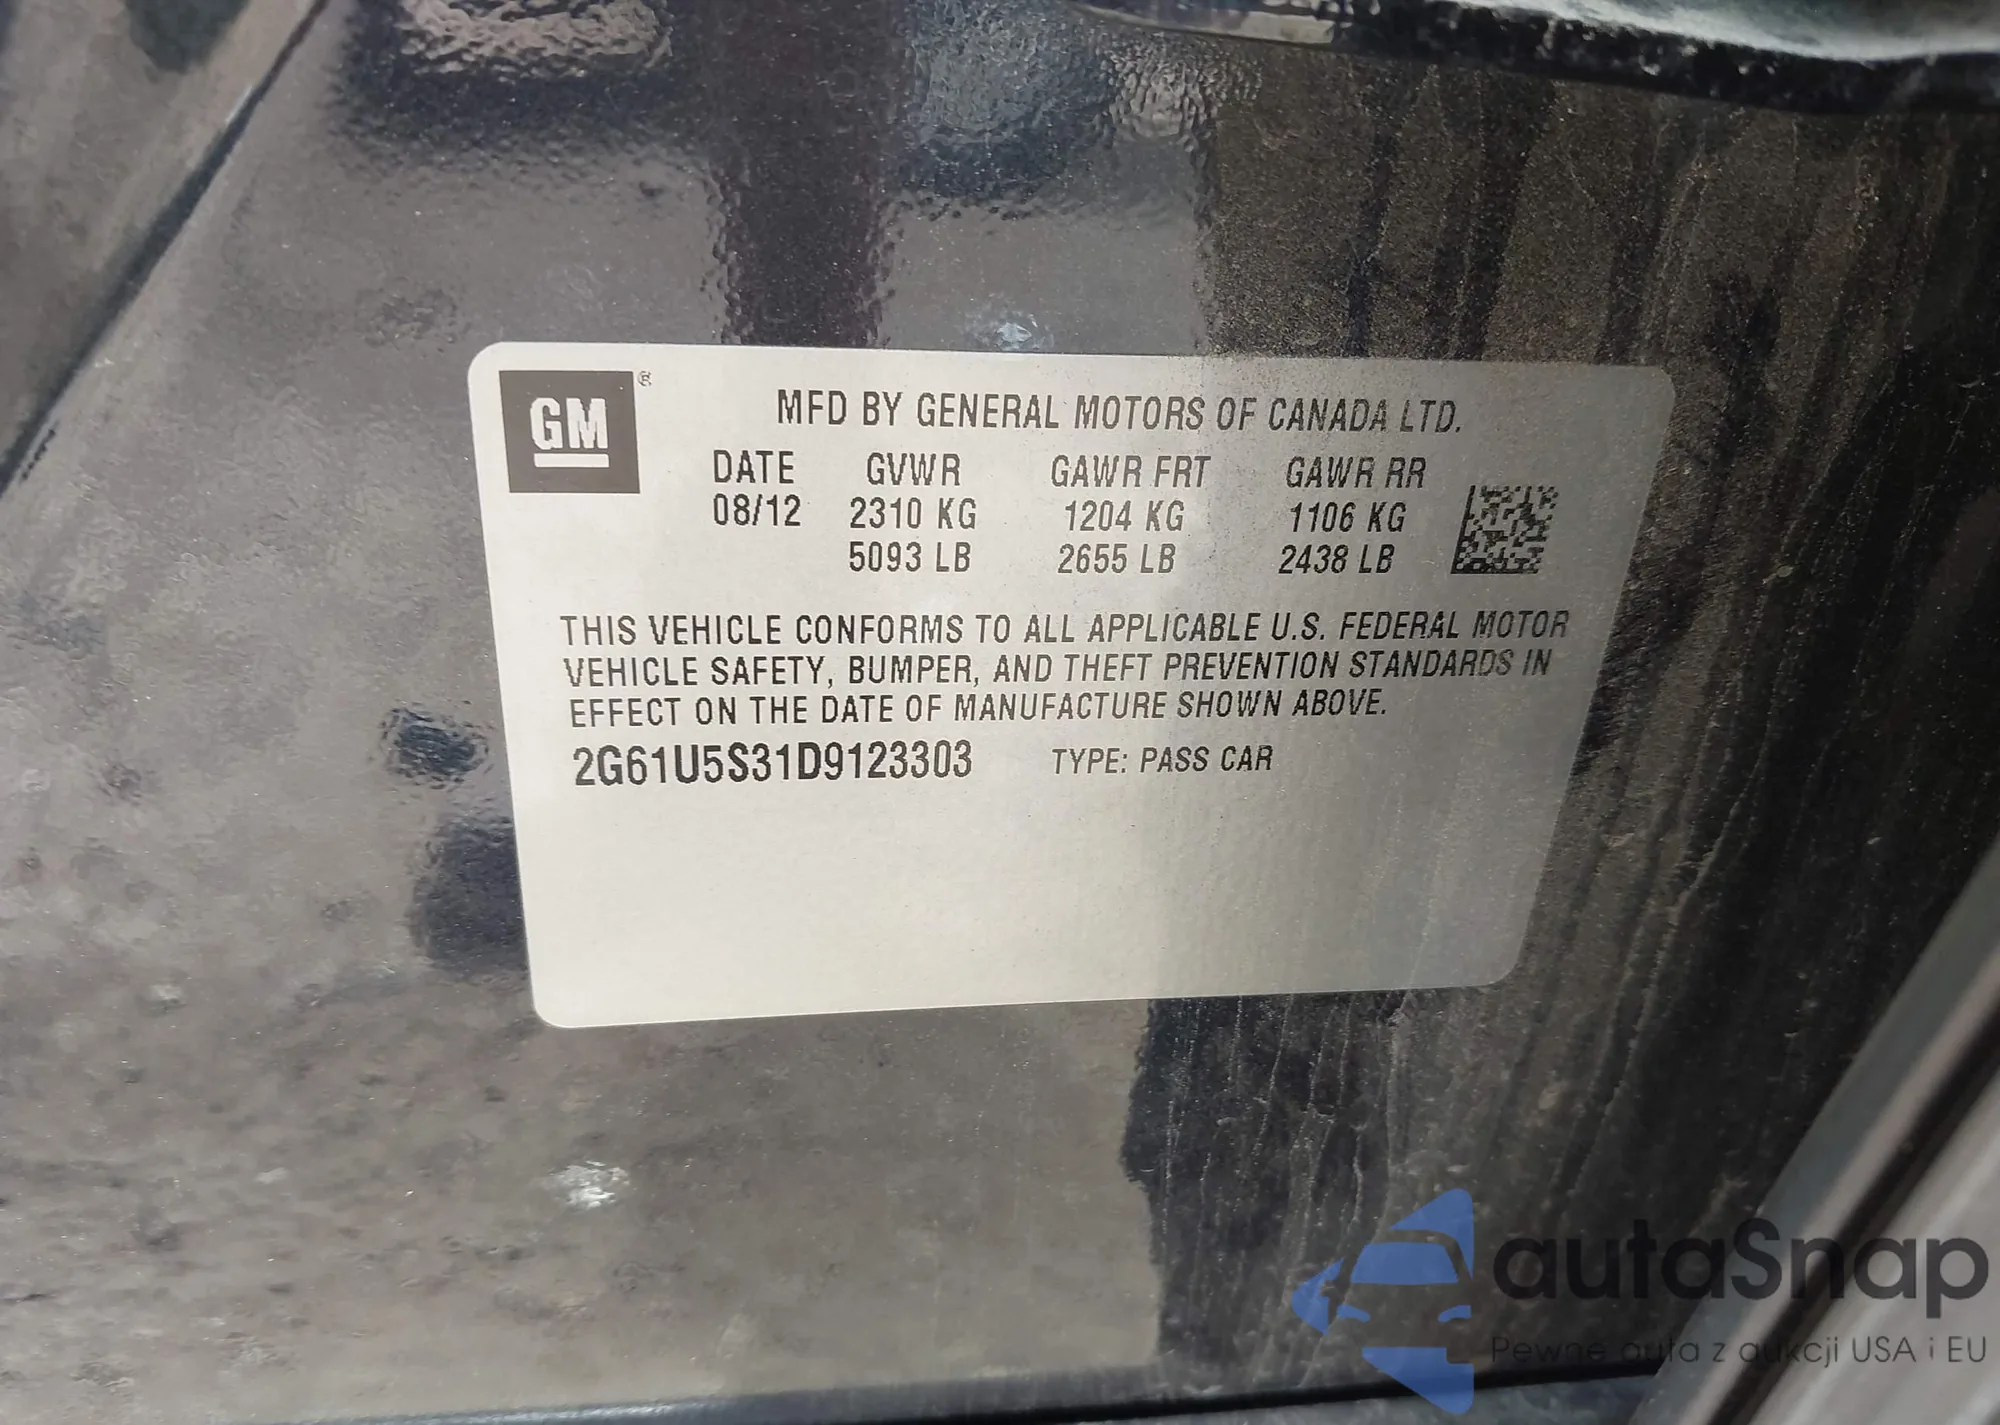 GM ®
MFD BY GENERAL MOTORS OF CANADA LTD.
DATE GVWR GAWR FRT GAWR RR
08/12 2310 KG 1204 KG 1106 KG
5093 LB 2655 LB 2438 LB
THIS VEHICLE CONFORMS TO ALL APPLICABLE U.S. FEDERAL MOTOR
VEHICLE SAFETY, BUMPER, AND THEFT PREVENTION STANDARDS IN
EFFECT ON THE DATE OF MANUFACTURE SHOWN ABOVE.
2G61U5S31D9123303 TYPE: PASS CAR
autaSnap
Pewne auta z aukcji USA i EU